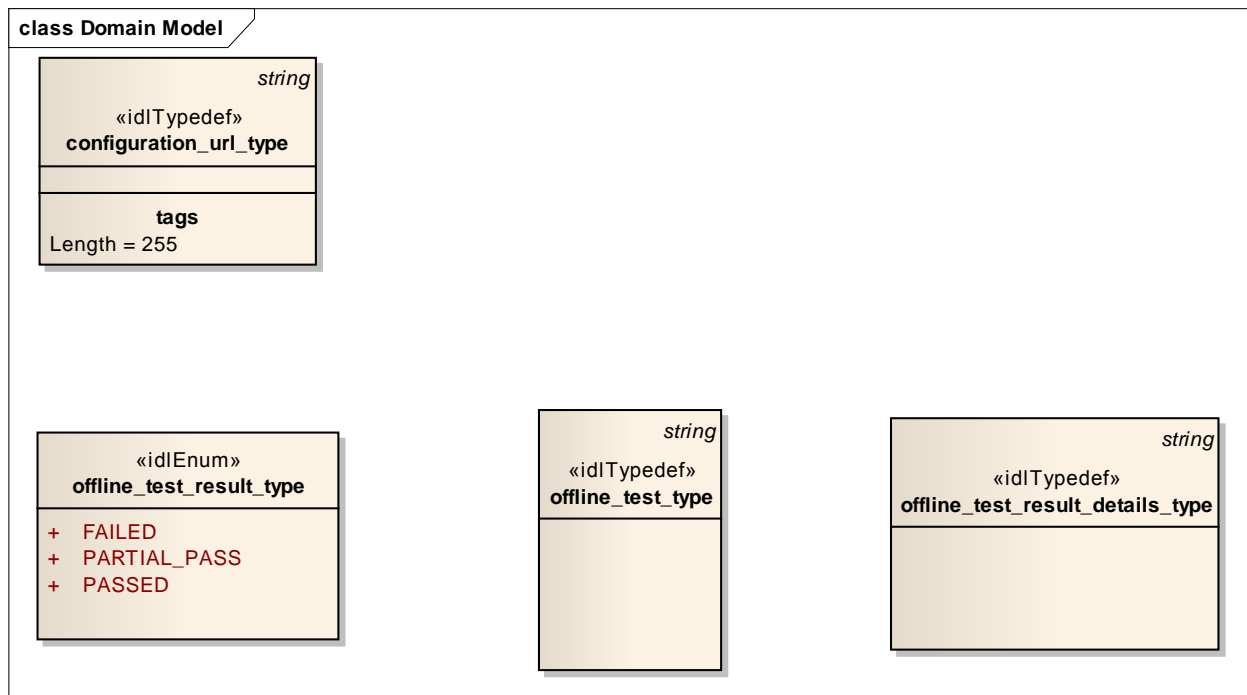 class Domain Model
string
«idlTypedef»
configuration_url_type
tags
Length = 255
«idlEnum»
offline_test_result_type
+ FAILED
+ PARTIAL_PASS
+ PASSED
string
«idlTypedef»
offline_test_type
string
«idlTypedef»
offline_test_result_details_type